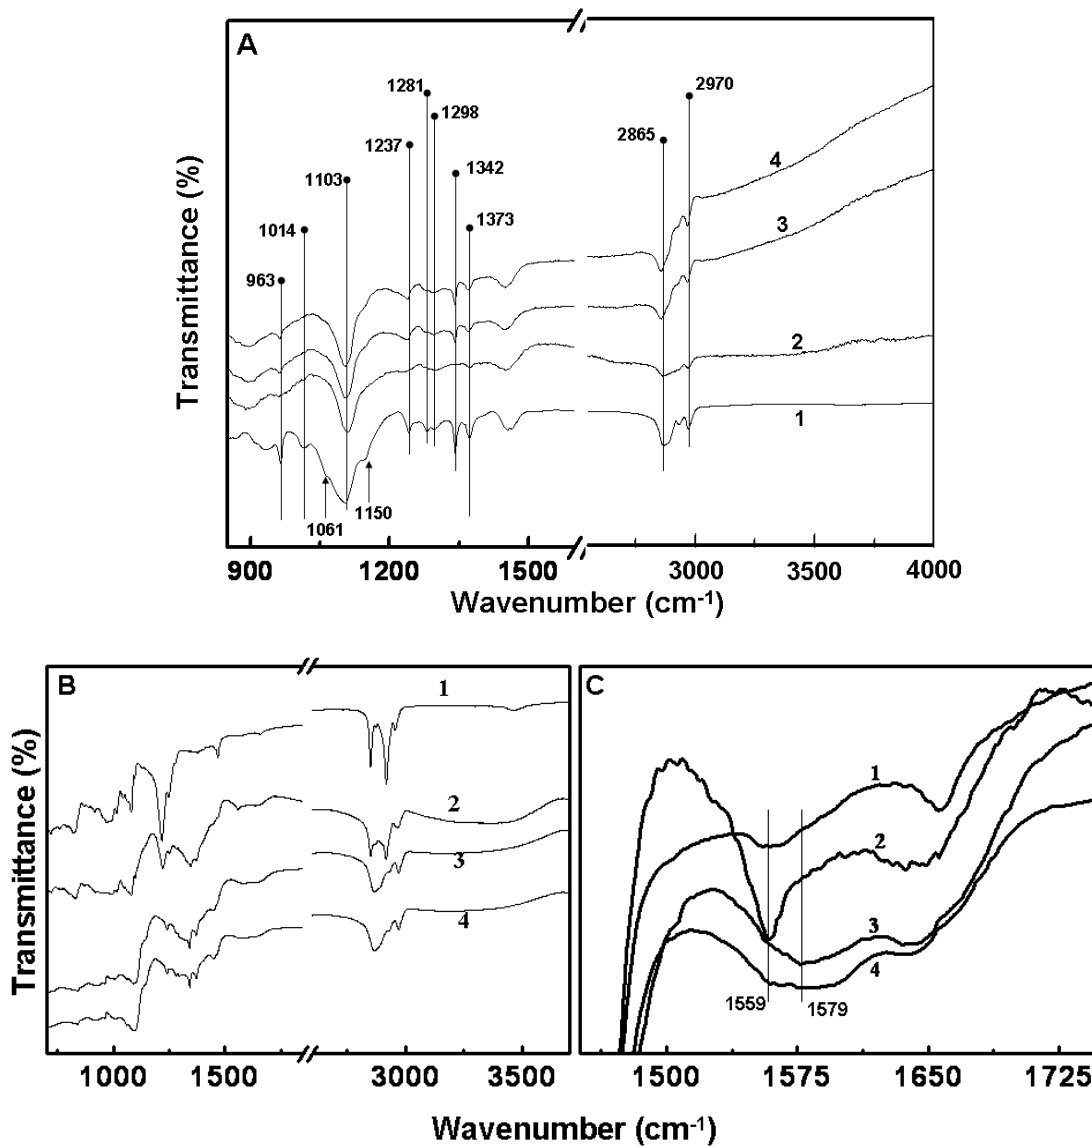 A
1281
2970
1298
1237
2865
4
1103
1342
3
1014
1373
963
2
1
1061
1150
Transmittance (%)
900 1200 1500 3000 3500 4000
Wavenumber (cm-1)
B
1
2
3
4
Transmittance (%)
1000 1500 3000 3500
C
1
2
3
4
1559 1579
1500 1575 1650 1725
Wavenumber (cm-1)